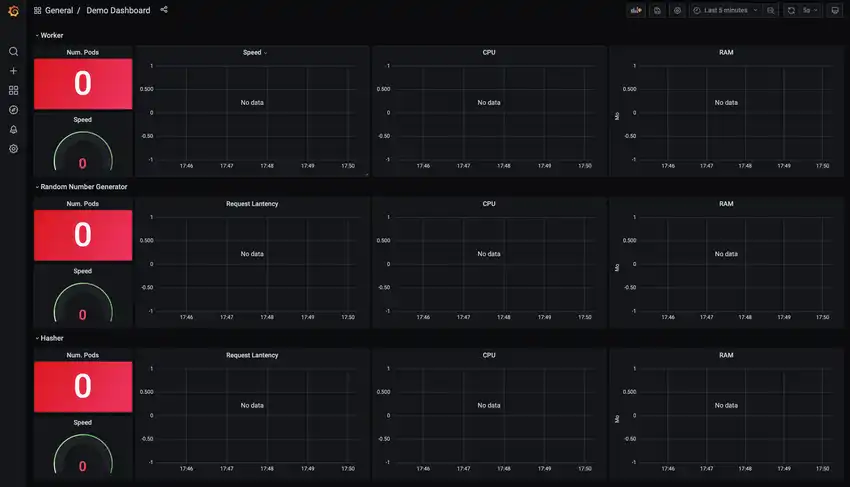 General / Demo Dashboard
Last 5 minutes
5s
Worker
Num. Pods
0
Speed
0
Speed
1
0.500
0
-0.50
-1
No data
17:46 17:47 17:48 17:49 17:50
CPU
1
0.500
0
-0.50
-1
No data
17:46 17:47 17:48 17:49 17:50
RAM
Mo
1
0.500
0
-0.50
-1
No data
17:46 17:47 17:48 17:49 17:50
Random Number Generator
Num. Pods
0
Speed
0
Request Lantency
1
0.500
0
-0.50
-1
No data
17:46 17:47 17:48 17:49 17:50
CPU
1
0.500
0
-0.50
-1
No data
17:46 17:47 17:48 17:49 17:50
RAM
Mo
1
0.500
0
-0.50
-1
No data
17:46 17:47 17:48 17:49 17:50
Hasher
Num. Pods
0
Speed
0
Request Lantency
1
0.500
0
-0.50
-1
No data
17:46 17:47 17:48 17:49 17:50
CPU
1
0.500
0
-0.50
-1
No data
17:46 17:47 17:48 17:49 17:50
RAM
Mo
1
0.500
0
-0.50
-1
No data
17:46 17:47 17:48 17:49 17:50